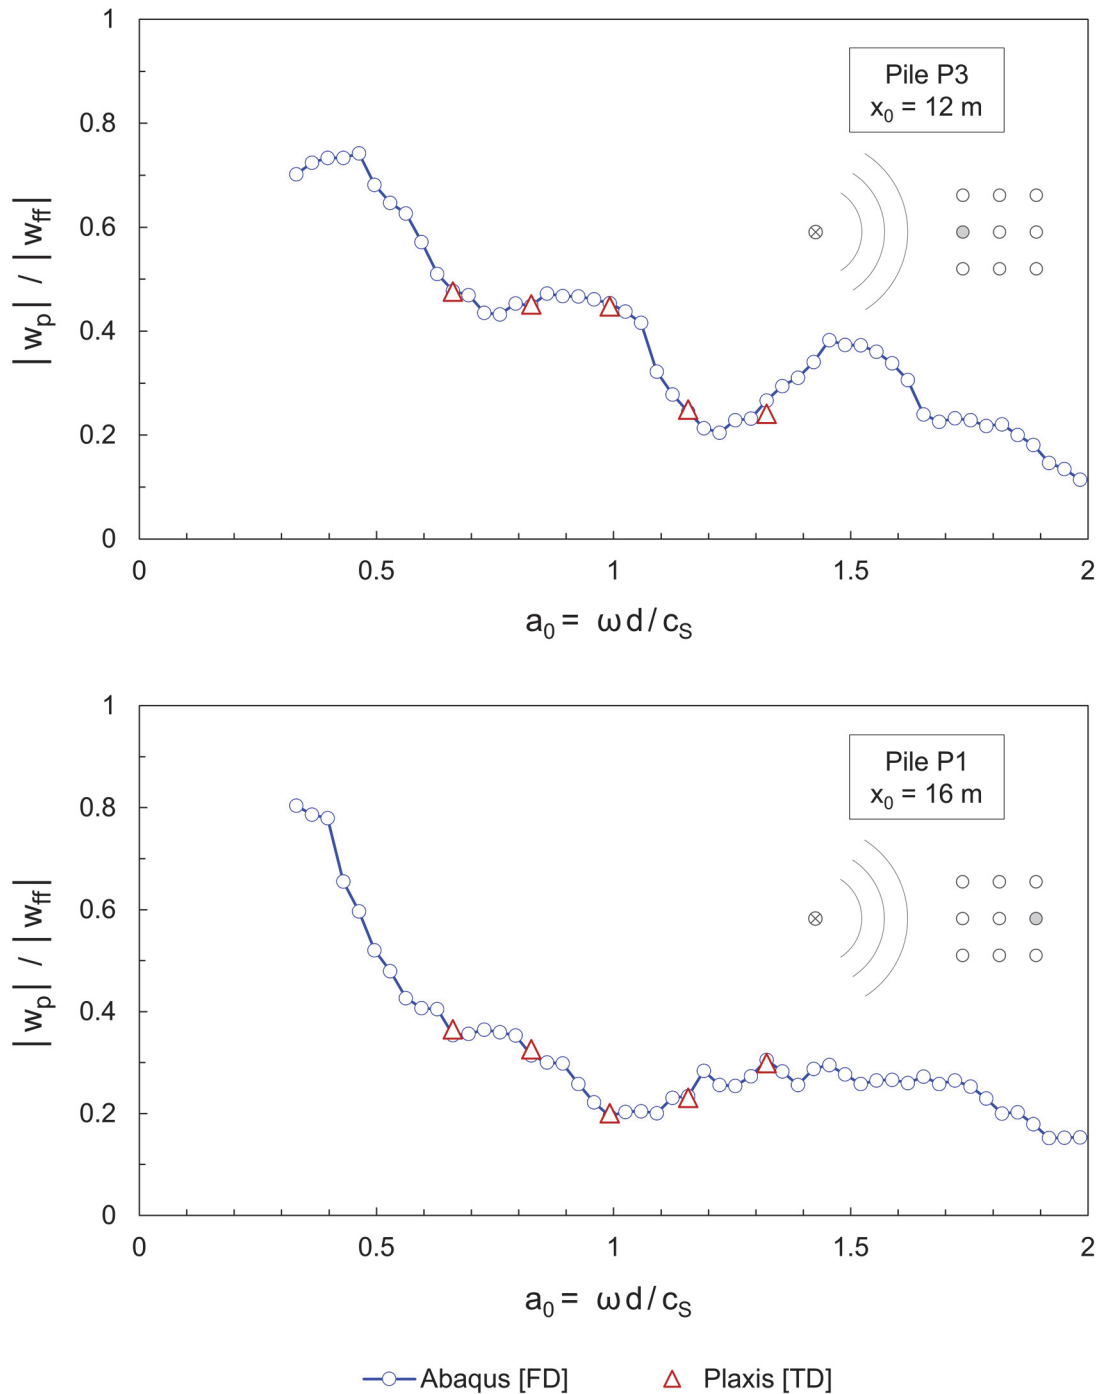 1
0.8
0.6
0.4
0.2
0
|wp| / |wff|
Pile P3
x0 = 12 m
0 0.5 1 1.5 2
a0 = ωd/cS
1
0.8
0.6
0.4
0.2
0
|wp| / |wff|
Pile P1
x0 = 16 m
0 0.5 1 1.5 2
a0 = ωd/cS
Abaqus [FD] Plaxis [TD]